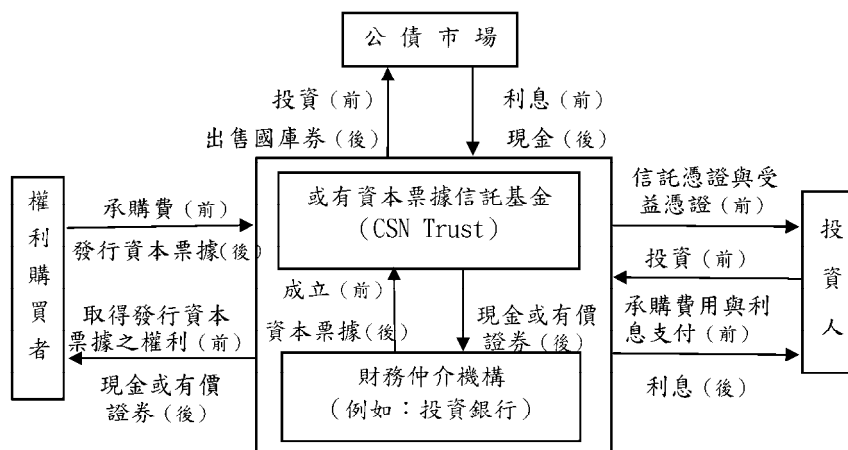 公債市場
投資（前）
利息（前）
出售國庫券（後）
現金（後）
權利購買者
承購費（前）
發行資本票據（後）
取得發行資本
票據之權利（前）
現金或有價
證券（後）
或有資本票據信託基金
(CSN Trust)
成立（前）
資本票據（後）
現金或有價
證券（後）
財務仲介機構
（例如：投資銀行）
信託憑證與受
益憑證（前）
投資（前）
承購費用與利
息支付（前）
利息（後）
投資人